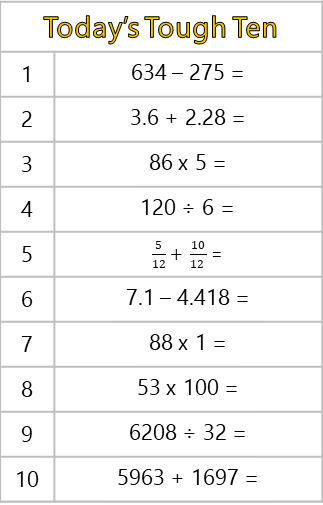 Today's Tough Ten
1 634 – 275 =
2 3.6 + 2.28 =
3 86 x 5 =
4 120 ÷ 6 =
5 5/12 + 10/12 =
6 7.1 – 4.418 =
7 88 x 1 =
8 53 x 100 =
9 6208 ÷ 32 =
10 5963 + 1697 =